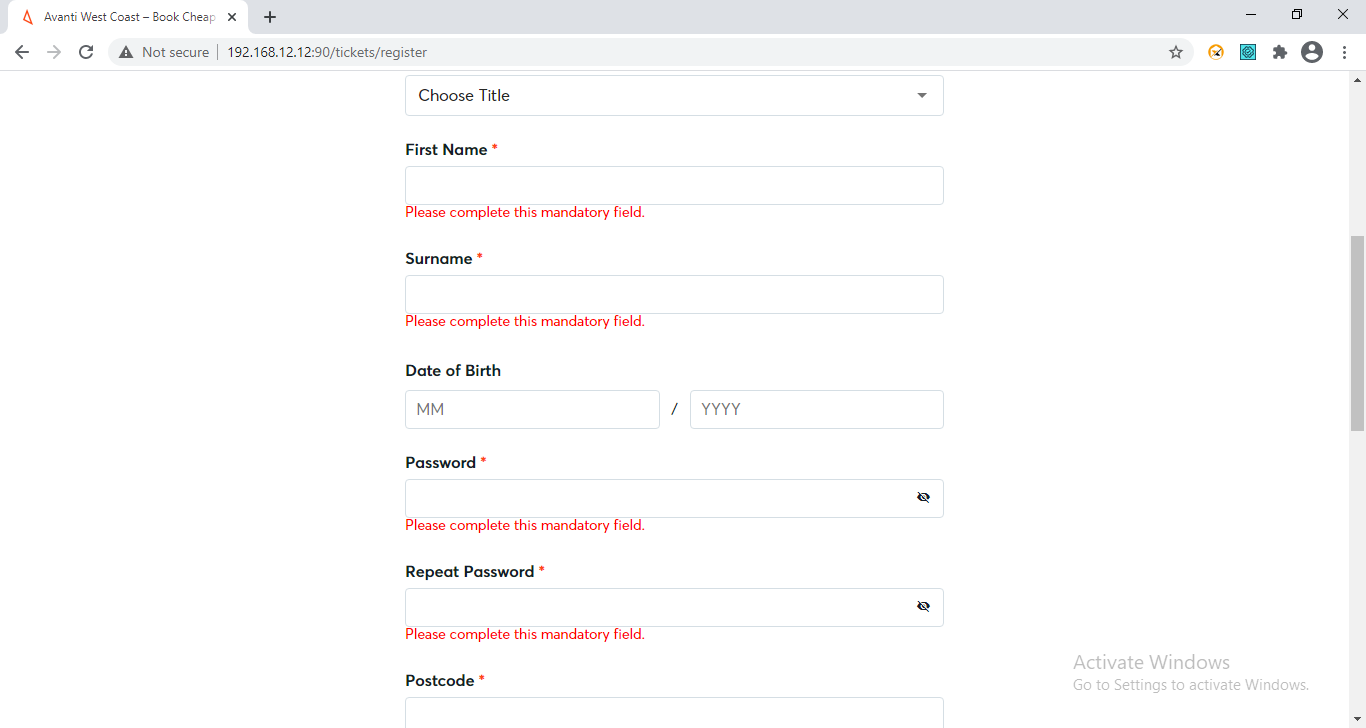 Avanti West Coast – Book Cheap
Not secure
192.168.12.12:90/tickets/register
Choose Title
First Name *
Please complete this mandatory field.
Surname *
Please complete this mandatory field.
Date of Birth
MM / YYYY
Password *
Please complete this mandatory field.
Repeat Password *
Please complete this mandatory field.
Postcode *
Activate Windows
Go to Settings to activate Windows.